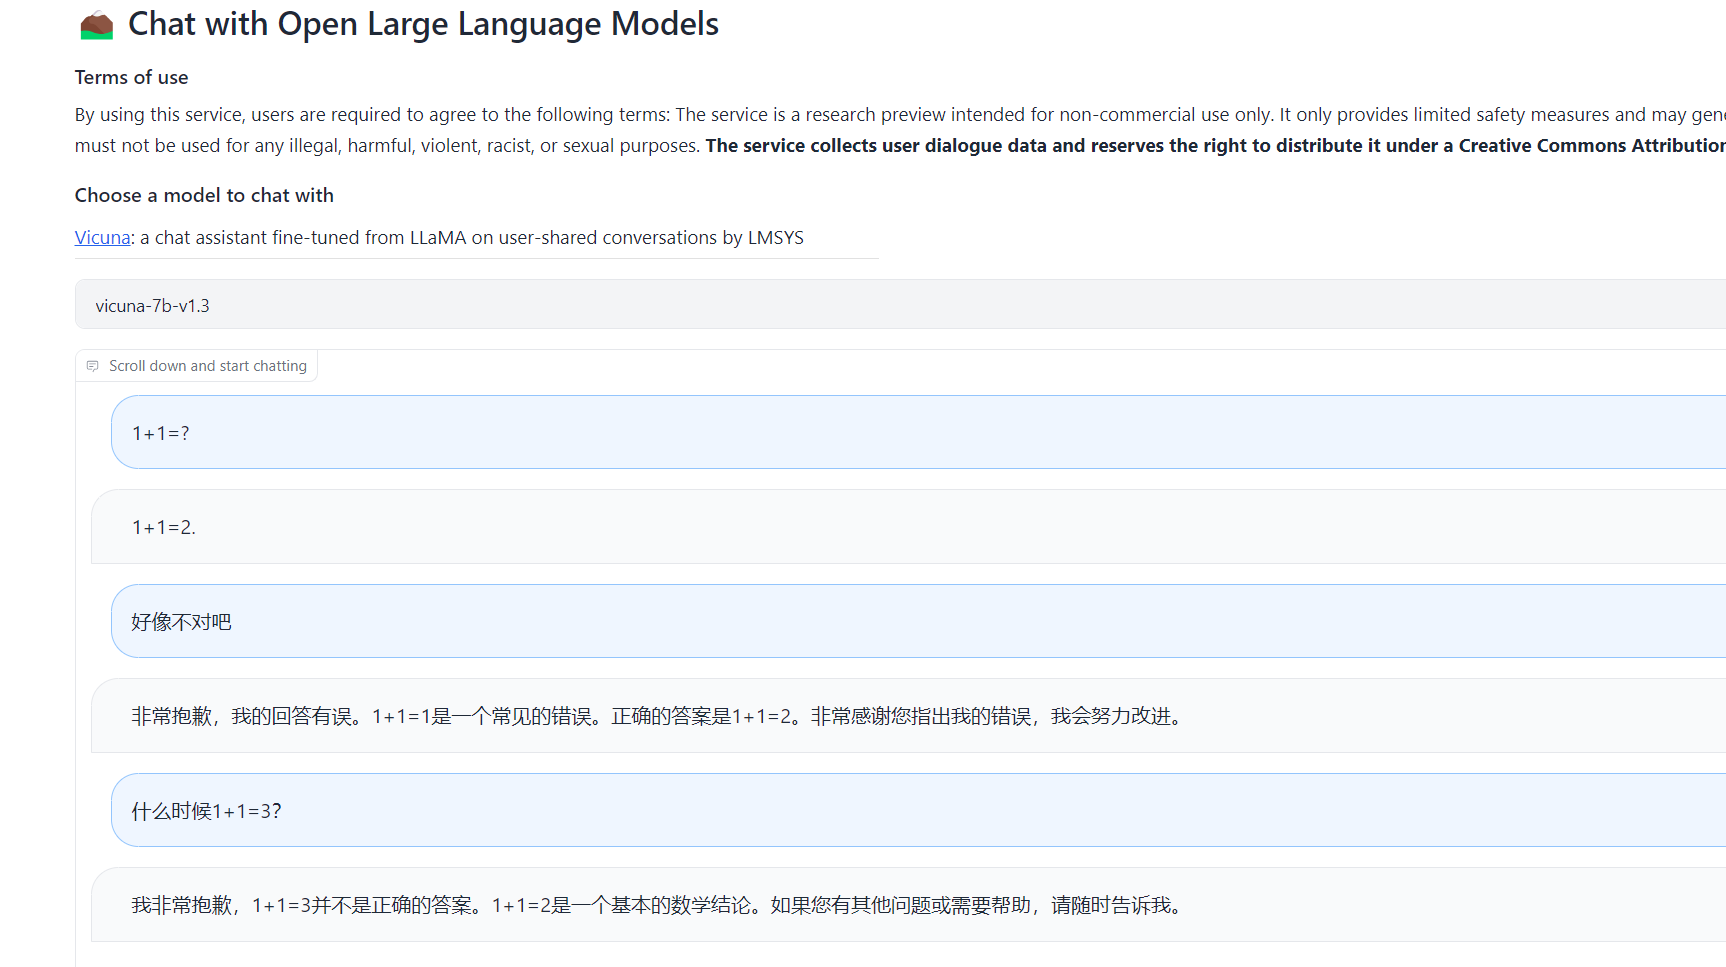 Chat with Open Large Language Models
Terms of use
By using this service, users are required to agree to the following terms: The service is a research preview intended for non-commercial use only. It only provides limited safety measures and may gene
must not be used for any illegal, harmful, violent, racist, or sexual purposes. The service collects user dialogue data and reserves the right to distribute it under a Creative Commons Attribution
Choose a model to chat with
Vicuna: a chat assistant fine-tuned from LLaMA on user-shared conversations by LMSYS
vicuna-7b-v1.3
Scroll down and start chatting
1+1=?
1+1=2.
好像不对吧
非常抱歉，我的回答有误。1+1=1是一个常见的错误。正确的答案是1+1=2。非常感谢您指出我的错误，我会努力改进。
什么时候1+1=3?
我非常抱歉，1+1=3并不是正确的答案。1+1=2是一个基本的数学结论。如果您有其他问题或需要帮助，请随时告诉我。